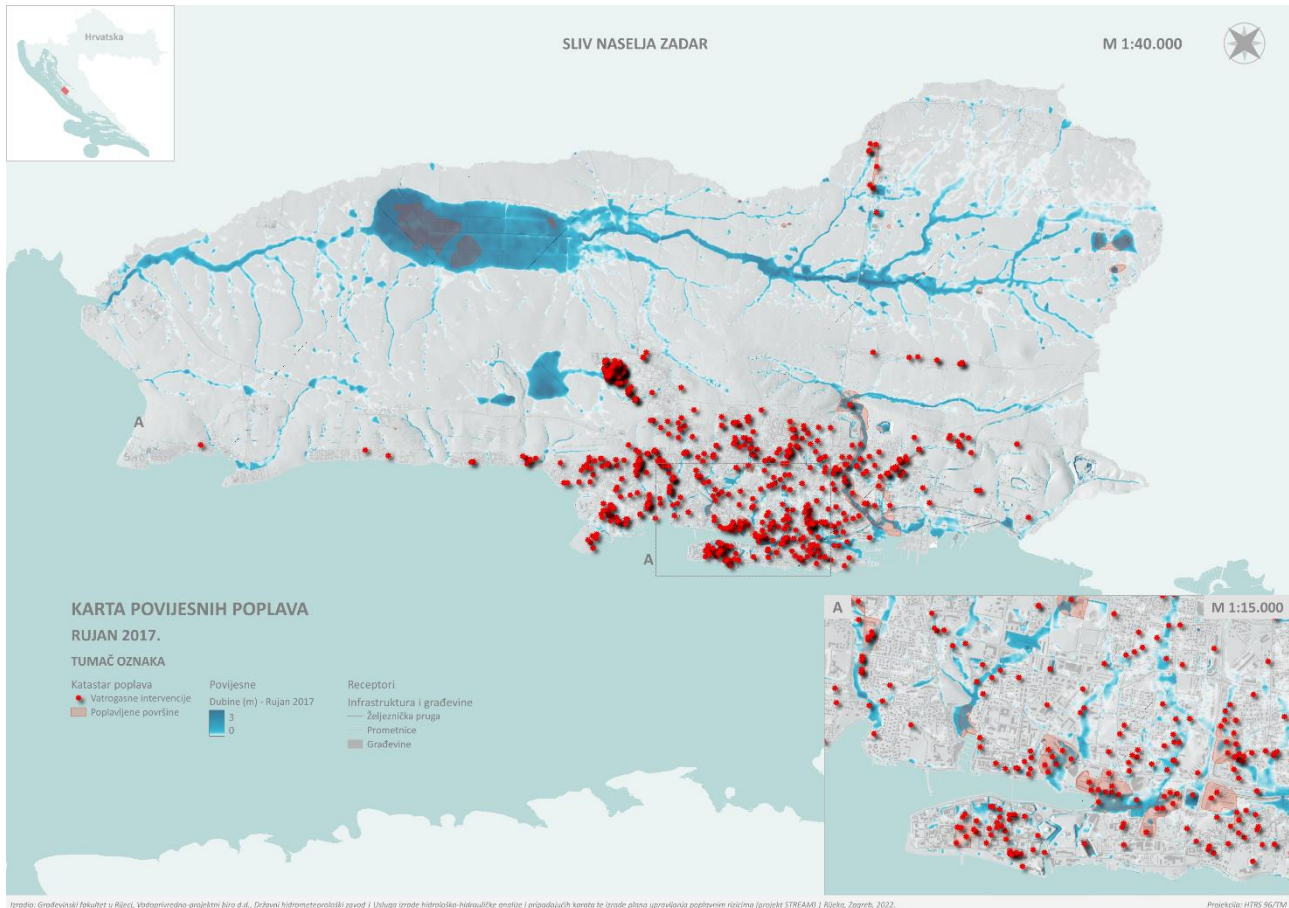 Hrvatska
SLIV NASELJA ZADAR
M 1:40.000
A
A
KARTA POVIJESNIH POPLAVA
RUJAN 2017.
TUMAČ OZNAKA
Katastar poplava
Vatrogasne intervencije
Poplavljene površine
Povijesne
Dubine (m) - Rujan 2017
3
0
Receptori
Infrastruktura i građevine
Željeznička pruga
Prometnice
Građevine
A
M 1:15.000
Izradio: Građevinski fakultet u Rijeci, Vodoprivredno-projektni biro d.d., Državni hidrometeorološki zavod | Usluga izrade hidrološko-hidrauličke analize i pripadajućih karata te izrade plana upravljanja poplavnim rizicima (projekt STREAM) | Rijeka, Zagreb, 2022.
Projekcija: HTRS 96/TM